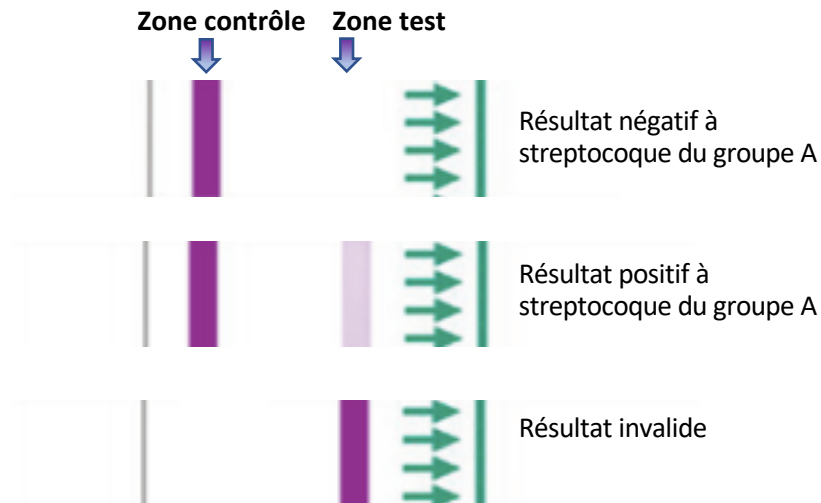 Zone contrôle Zone test
Résultat négatif à
streptocoque du groupe A
Résultat positif à
streptocoque du groupe A
Résultat invalide